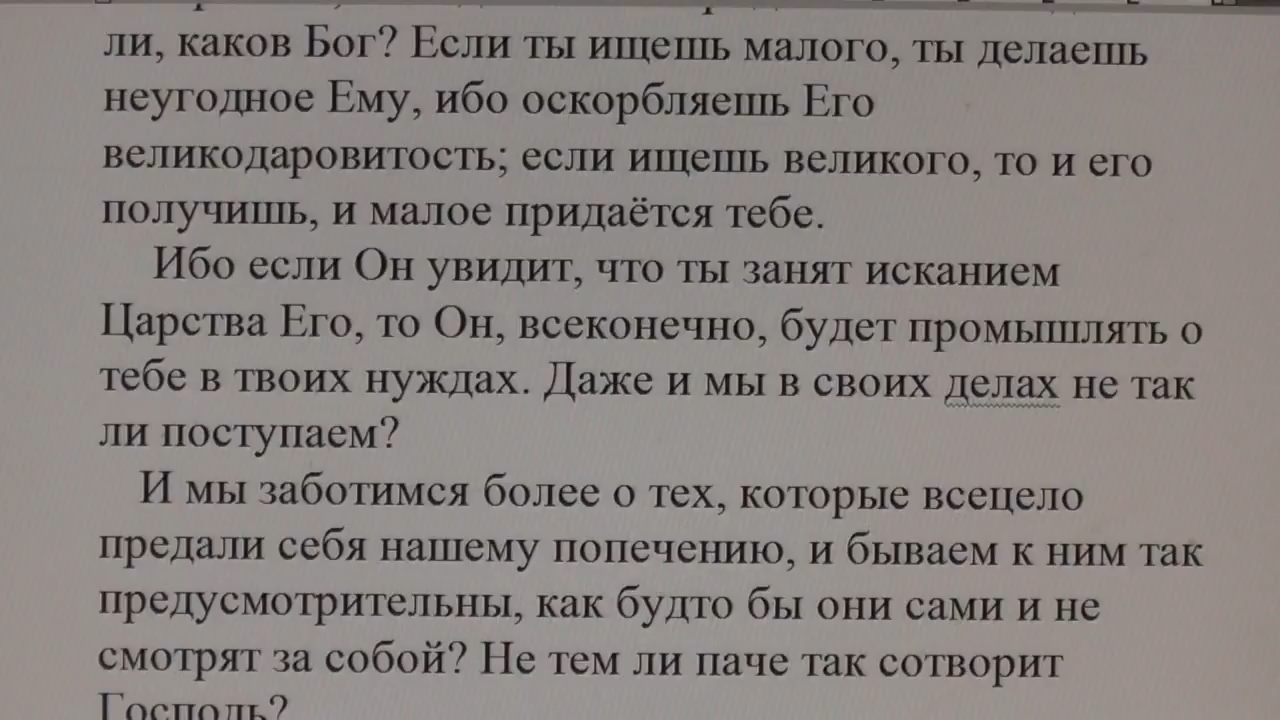 ли, каков Бог? Если ты ищешь малого, ты делаешь
неугодное Ему, ибо оскорбляешь Его
великодаровитость; если ищешь великого, то и его
получишь, и малое придаётся тебе.
Ибо если Он увидит, что ты занят исканием
Царства Его, то Он, всеконечно, будет промышлять о
тебе в твоих нуждах. Даже и мы в своих делах не так
ли поступаем?
И мы заботимся более о тех, которые всецело
предали себя нашему попечению, и бываем к ним так
предусмотрительны, как будто бы они сами и не
смотрят за собой? Не тем ли паче так сотворит
Господь?